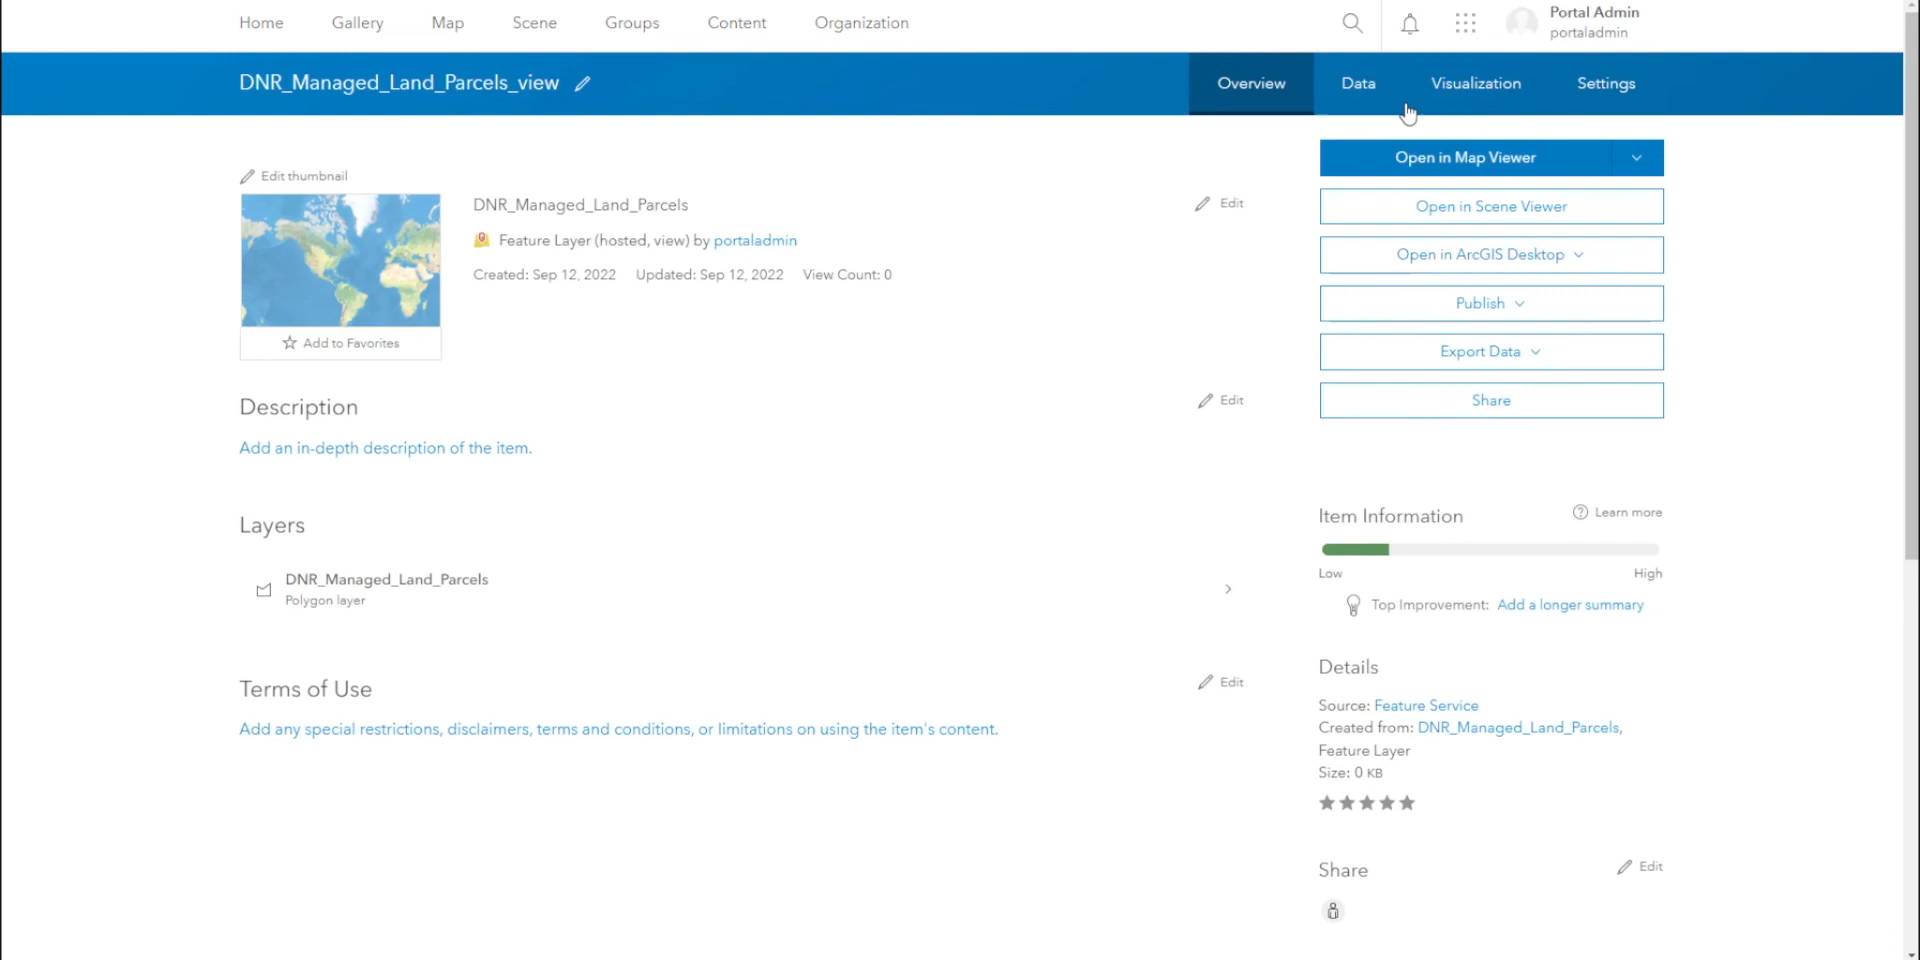 Home Gallery Map Scene Groups Content Organization
Portal Admin
portaladmin
DNR_Managed_Land_Parcels_view
Overview Data Visualization Settings
Edit thumbnail
Add to Favorites
DNR_Managed_Land_Parcels
Edit
Feature Layer (hosted, view) by portaladmin
Created: Sep 12, 2022 Updated: Sep 12, 2022 View Count: 0
Description
Edit
Add an in-depth description of the item.
Layers
DNR_Managed_Land_Parcels
Polygon layer
Terms of Use
Edit
Add any special restrictions, disclaimers, terms and conditions, or limitations on using the item's content.
Open in Map Viewer
Open in Scene Viewer
Open in ArcGIS Desktop
Publish
Export Data
Share
Item Information
Learn more
Low High
Top Improvement: Add a longer summary
Details
Source: Feature Service
Created from: DNR_Managed_Land_Parcels,
Feature Layer
Size: 0 KB
Share
Edit